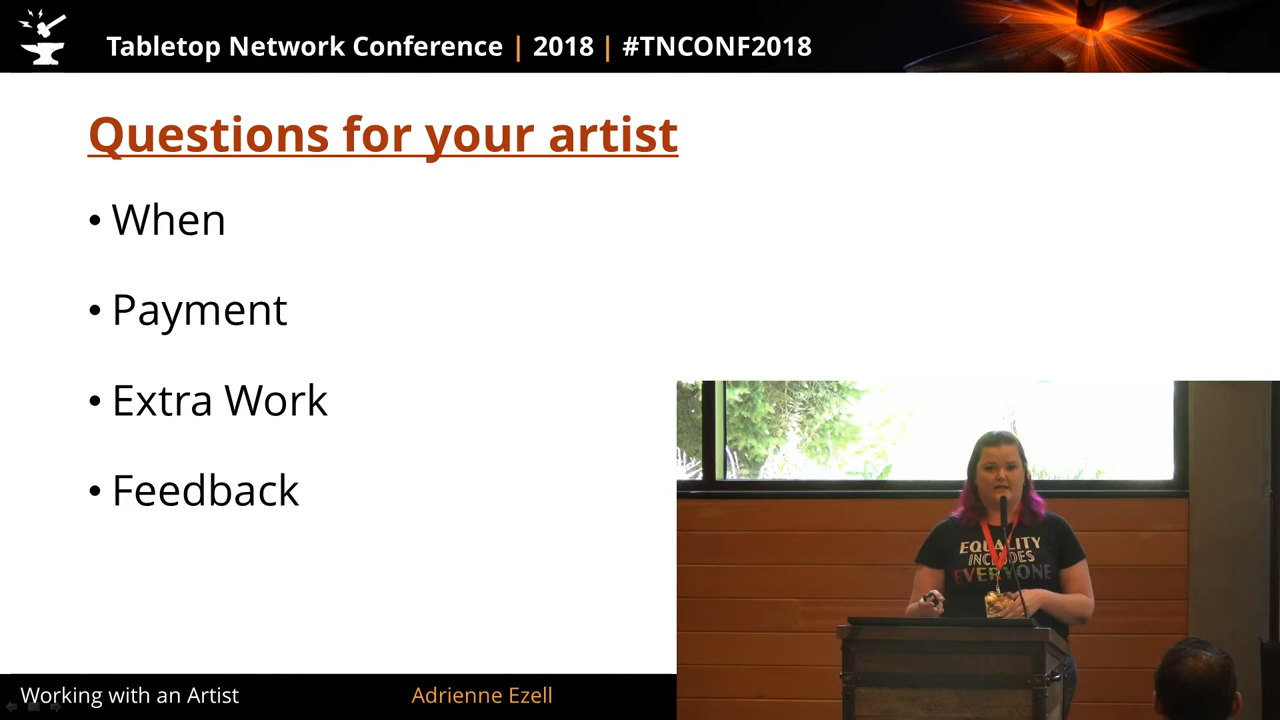 Tabletop Network Conference | 2018 | #TNCONF2018
Questions for your artist
• When
• Payment
• Extra Work
• Feedback
EQUALITY
INCLUDES
EVERYONE
Working with an Artist
Adrienne Ezell